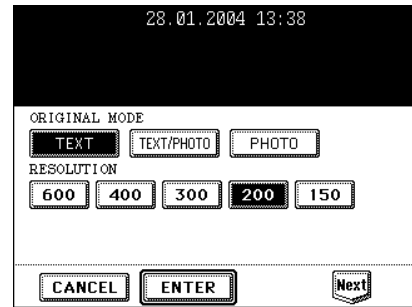 28.01.2004 13:38
ORIGINAL MODE
TEXT TEXT/PHOTO PHOTO
RESOLUTION
600 400 300 200 150
CANCEL ENTER Next